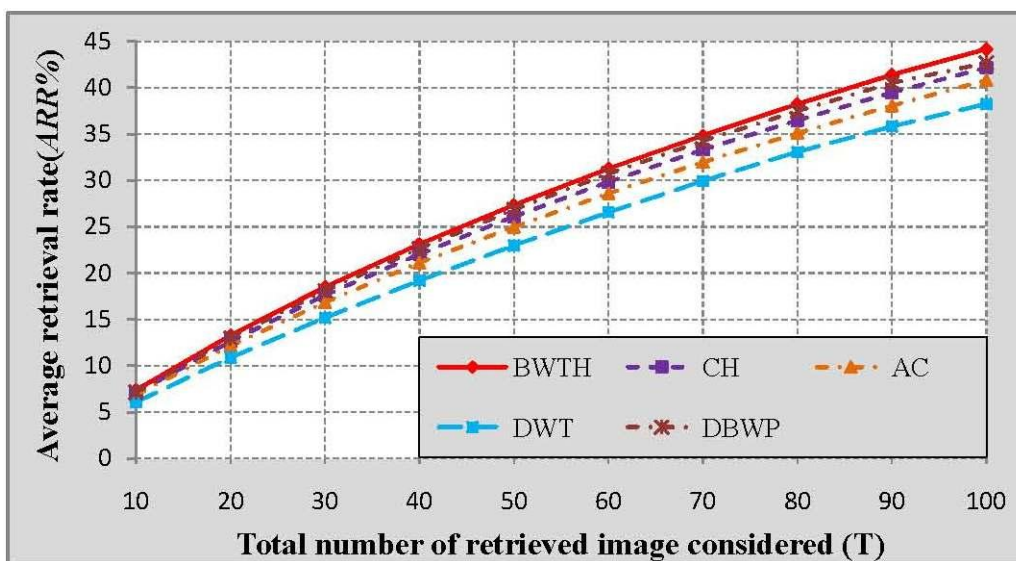 Average retrieval rate(ARR%)
45
40
35
30
25
20
15
10
5
0
BWTH CH AC
DWT DBWP
10 20 30 40 50 60 70 80 90 100
Total number of retrieved image considered (T)